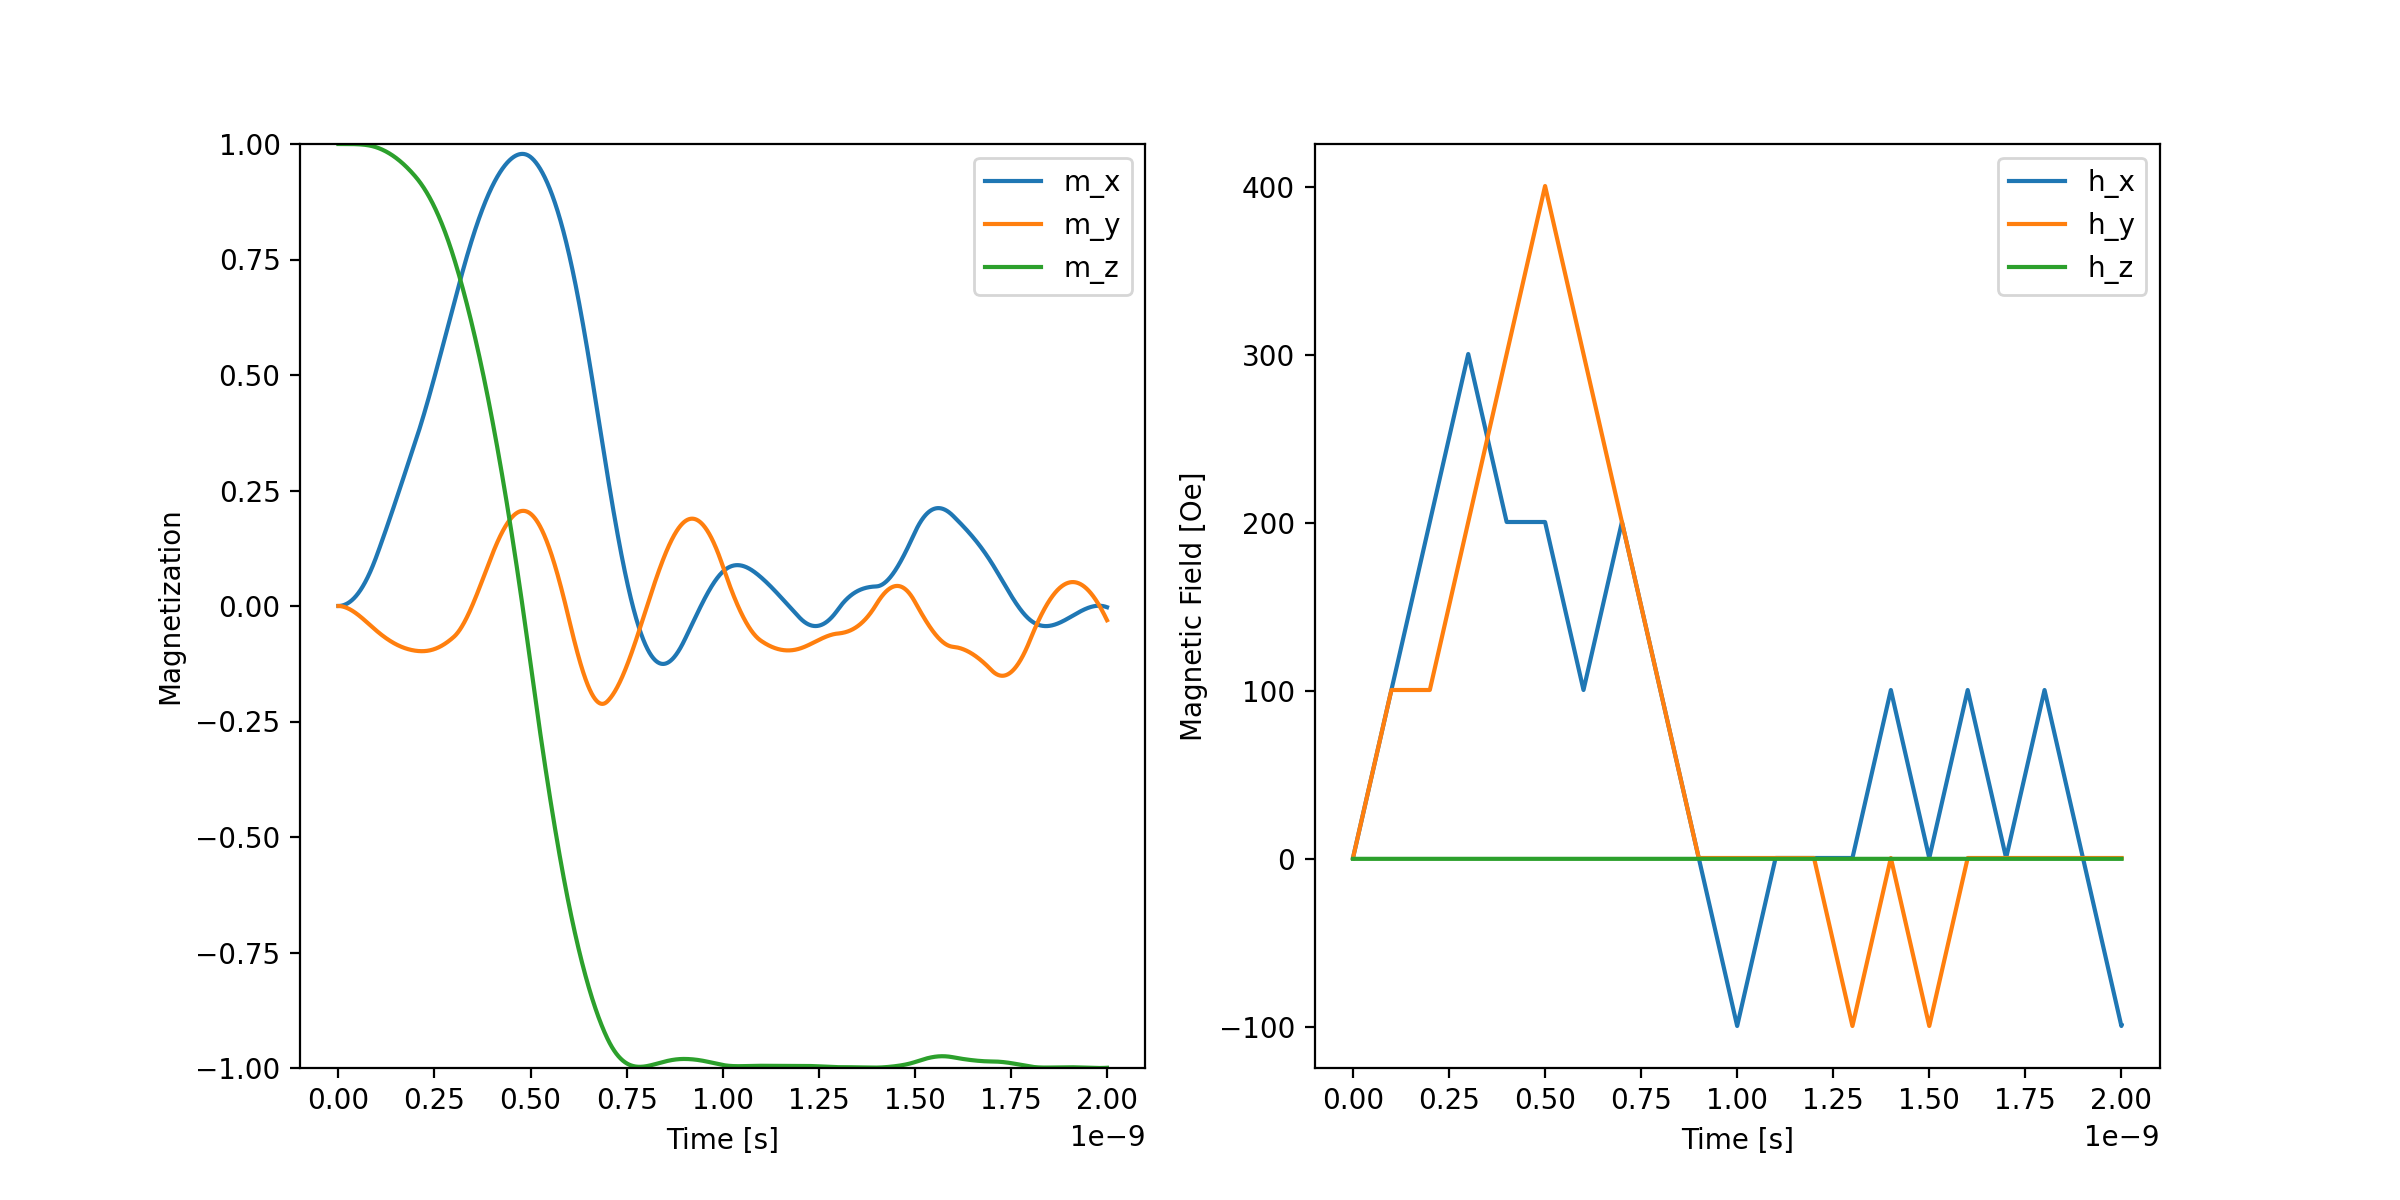 1.00
0.75
0.50
0.25
0.00
−0.25
−0.50
−0.75
−1.00
Magnetization
m_x
m_y
m_z
0.00 0.25 0.50 0.75 1.00 1.25 1.50 1.75 2.00
Time [s]
1e−9
400
300
200
100
0
−100
Magnetic Field [Oe]
h_x
h_y
h_z
0.00 0.25 0.50 0.75 1.00 1.25 1.50 1.75 2.00
Time [s]
1e−9